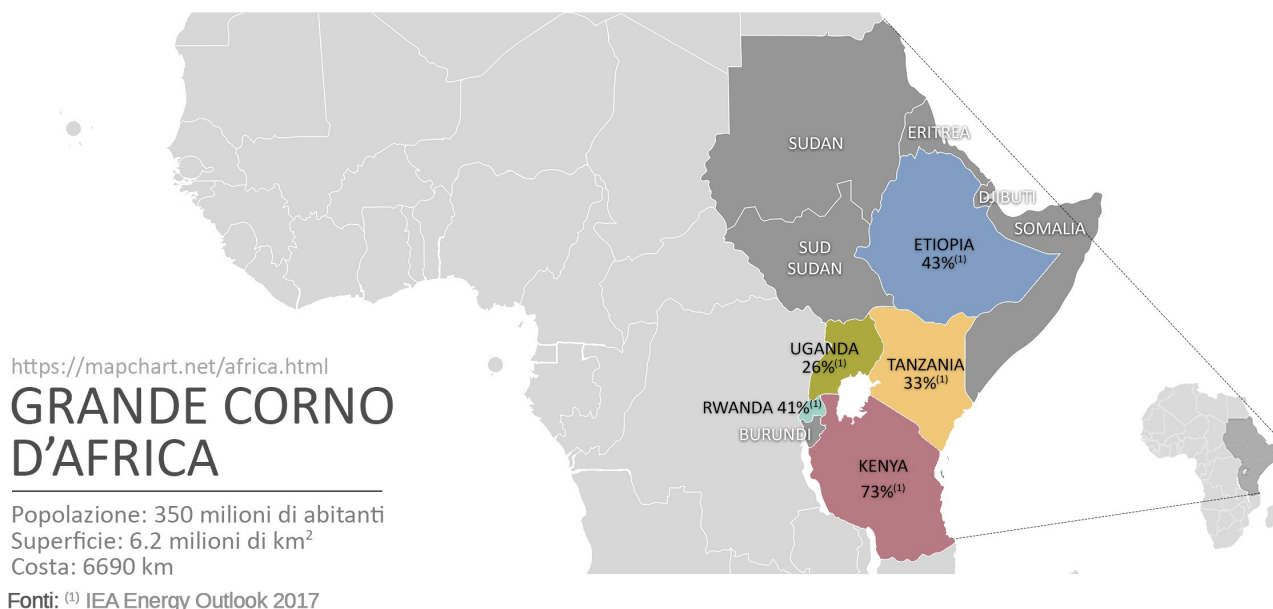 SUDAN
ERITREA
DJIBUTI
SOMALIA
ETIOPIA
43%(1)
SUD
SUDAN
UGANDA
26%(1)
TANZANIA
33%(1)
RWANDA 41%(1)
BURUNDI
KENYA
73%(1)
https://mapchart.net/africa.html
GRANDE CORNO
D'AFRICA
Popolazione: 350 milioni di abitanti
Superficie: 6.2 milioni di km²
Costa: 6690 km
Fonti: (1) IEA Energy Outlook 2017